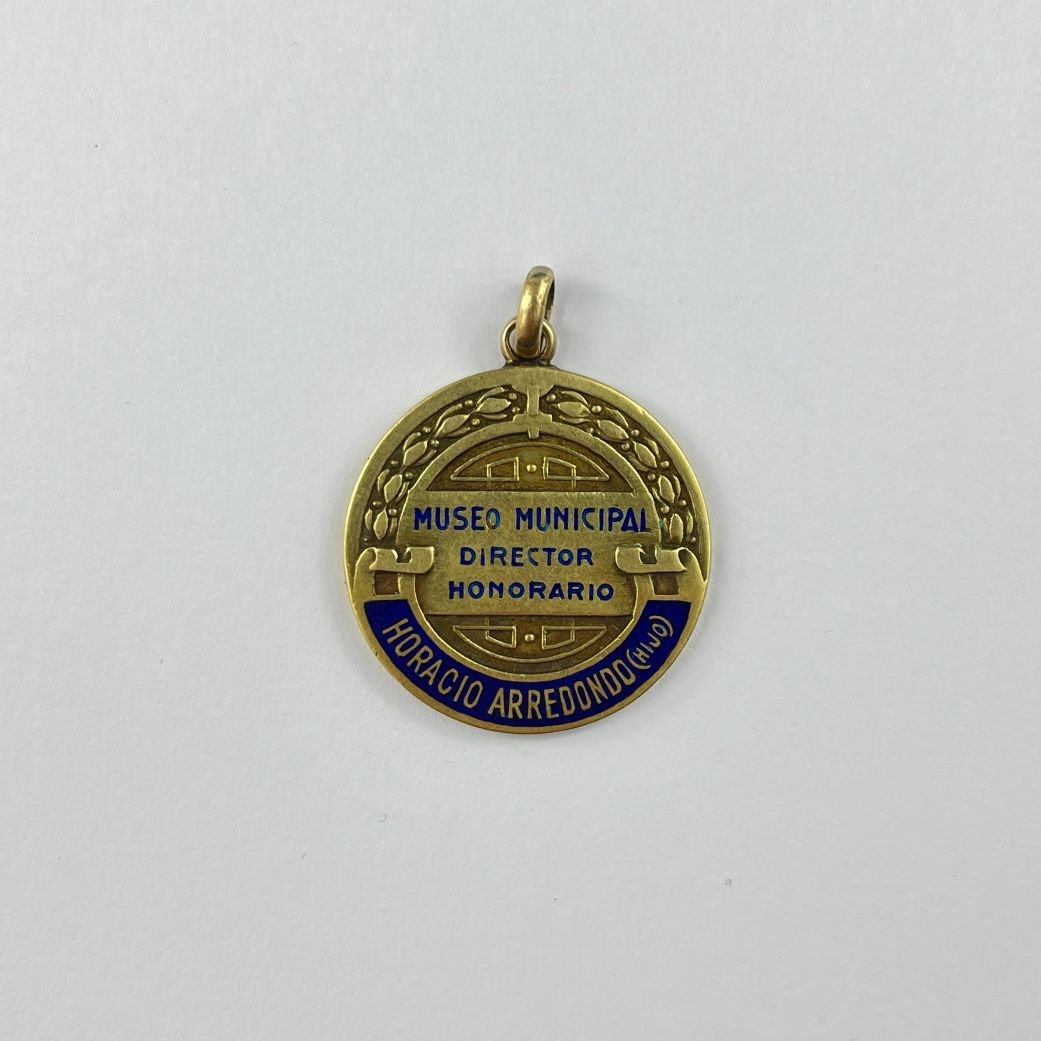 MUSEO MUNICIPAL
DiRECTOR
HONORARIO
HORACIO ARREDONDO (HIJO)